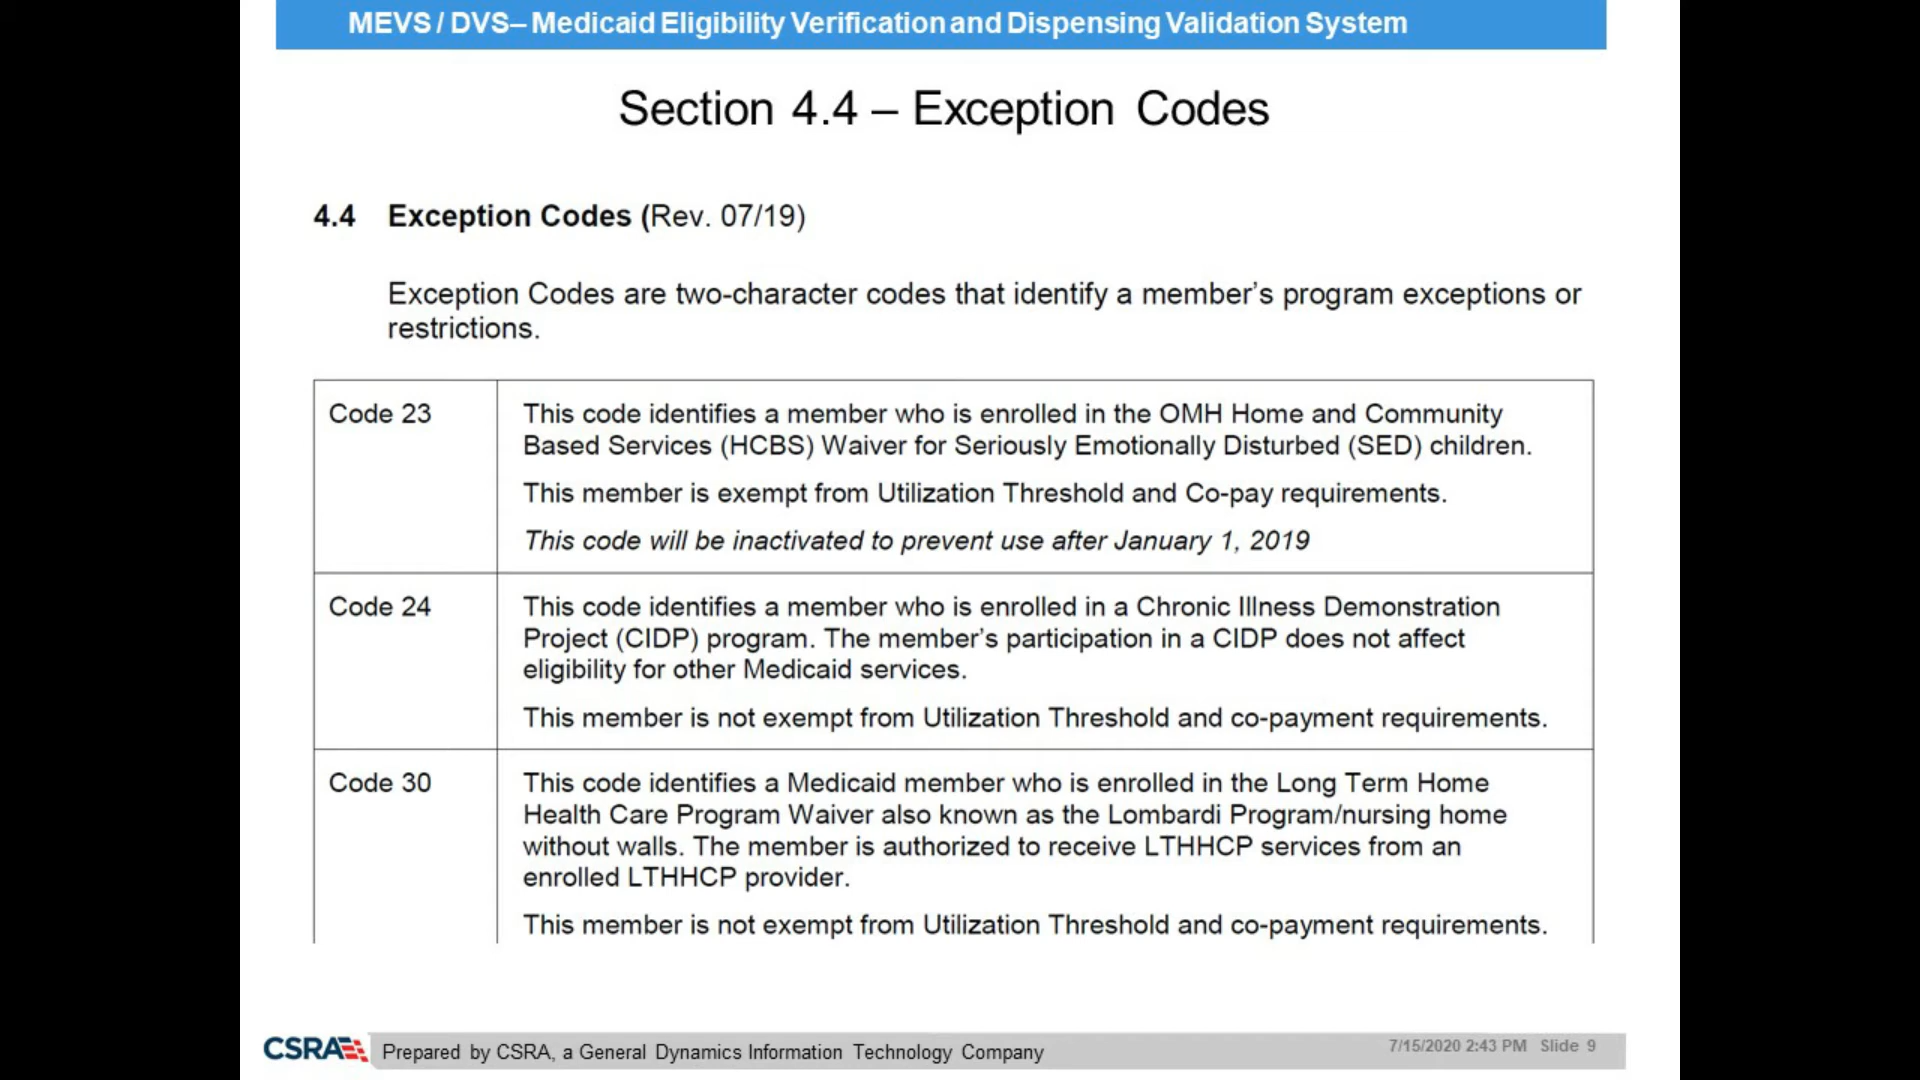 MEVS / DVS– Medicaid Eligibility Verification and Dispensing Validation System
Section 4.4 – Exception Codes
4.4 Exception Codes (Rev. 07/19)
Exception Codes are two-character codes that identify a member’s program exceptions or
restrictions.
Code 23
This code identifies a member who is enrolled in the OMH Home and Community
Based Services (HCBS) Waiver for Seriously Emotionally Disturbed (SED) children.
This member is exempt from Utilization Threshold and Co-pay requirements.
This code will be inactivated to prevent use after January 1, 2019
Code 24
This code identifies a member who is enrolled in a Chronic Illness Demonstration
Project (CIDP) program. The member’s participation in a CIDP does not affect
eligibility for other Medicaid services.
This member is not exempt from Utilization Threshold and co-payment requirements.
Code 30
This code identifies a Medicaid member who is enrolled in the Long Term Home
Health Care Program Waiver also known as the Lombardi Program/nursing home
without walls. The member is authorized to receive LTHHCP services from an
enrolled LTHHCP provider.
This member is not exempt from Utilization Threshold and co-payment requirements.
CSRA
Prepared by CSRA, a General Dynamics Information Technology Company
7/15/2020 2:43 PM Slide 9